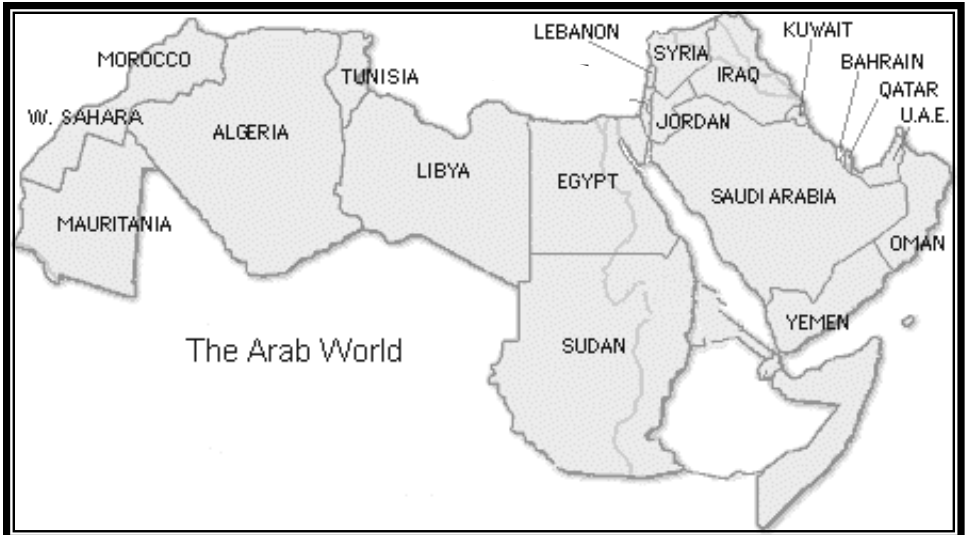 LEBANON
KUWAIT
MOROCCO
SYRIA
BAHRAIN
TUNISIA
IRAQ
QATAR
W. SAHARA
ALGERIA
JORDAN
U.A.E.
LIBYA
EGYPT
SAUDI ARABIA
MAURITANIA
OMAN
YEMEN
The Arab World
SUDAN